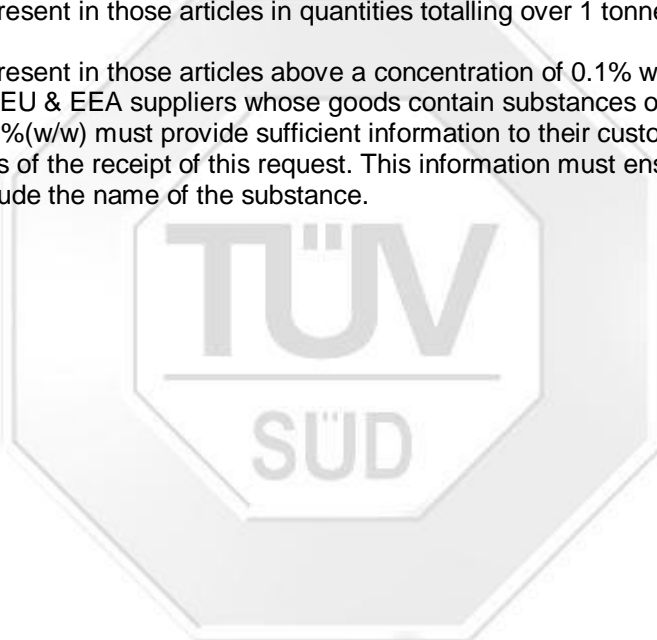 resent in those articles in quantities totalling over 1 tonne
resent in those articles above a concentration of 0.1% w
EU & EEA suppliers whose goods contain substances o
%(w/w) must provide sufficient information to their custo
s of the receipt of this request. This information must ens
lude the name of the substance.
TÜV
SÜD